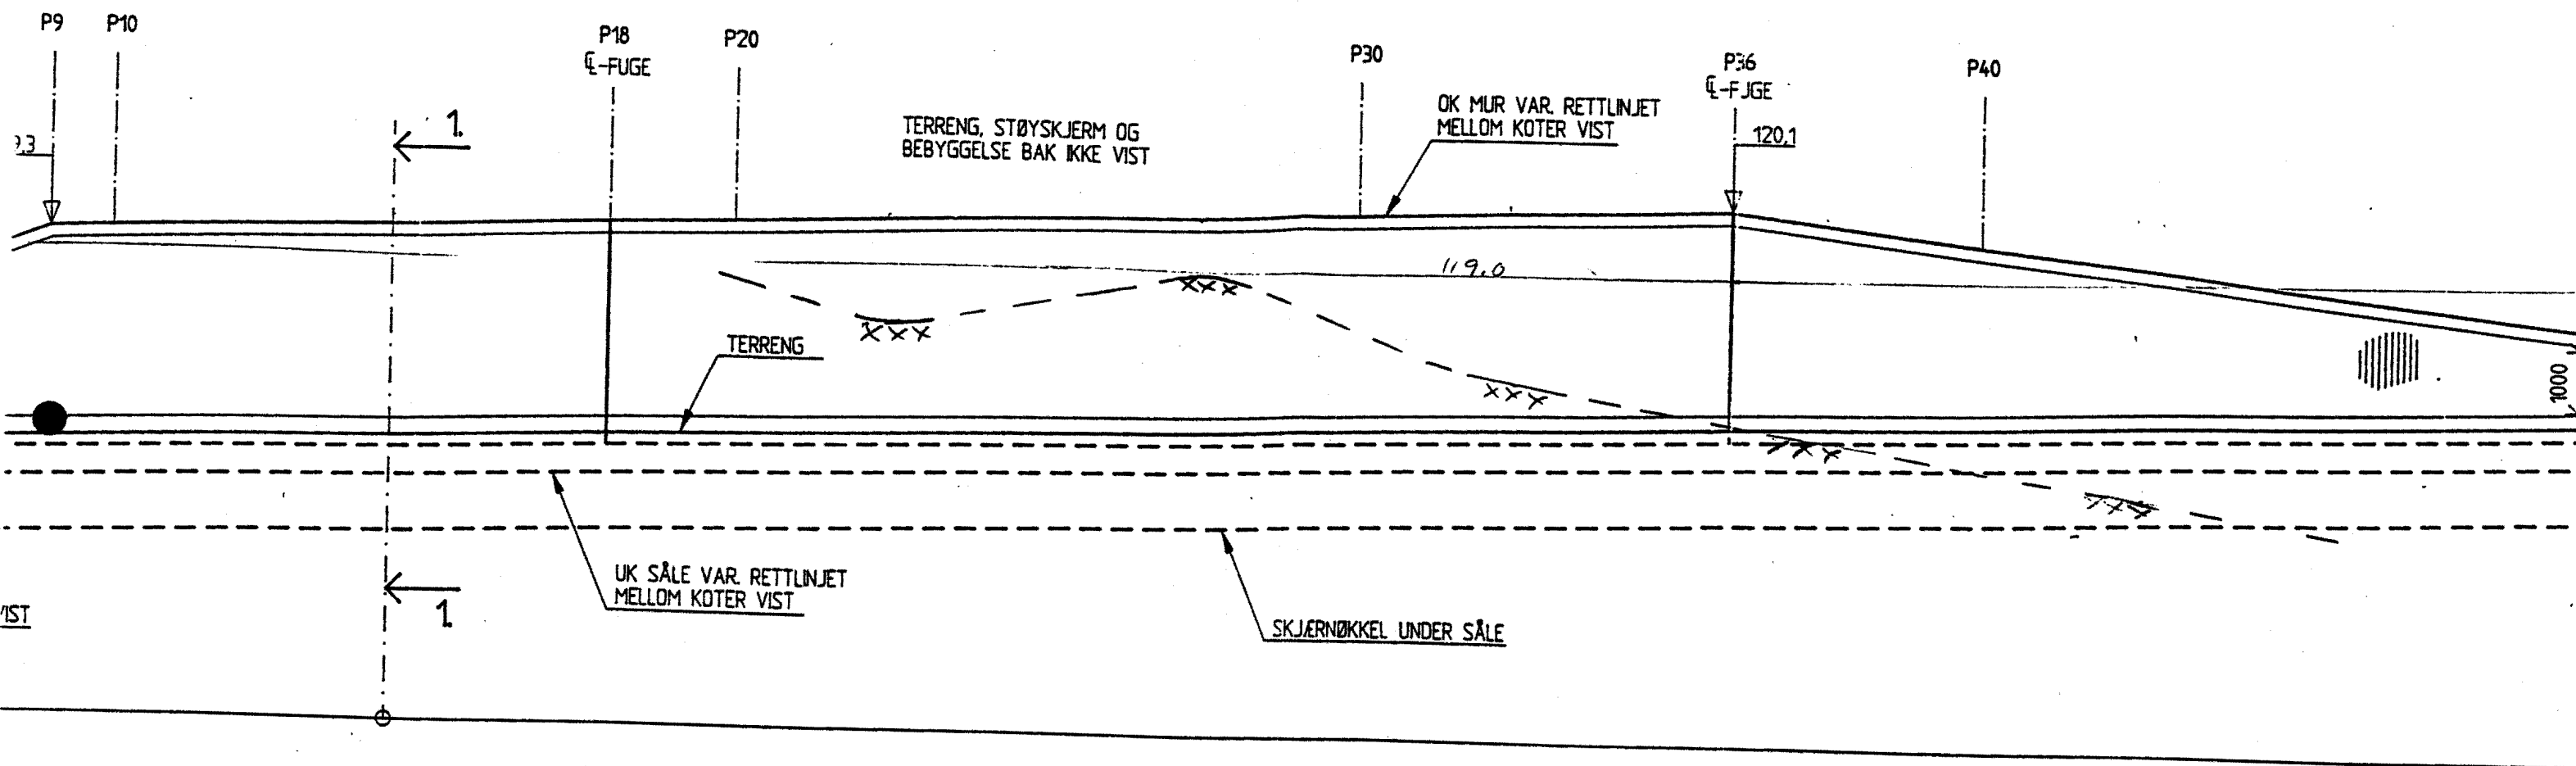 P9
P10
P18
℄-FUGE
P20
P30
P36
℄-FJGE
P40
1.
TERRENG, STØYSKJERM OG
BEBYGGELSE BAK IKKE VIST
OK MUR VAR. RETTLINJET
MELLOM KOTER VIST
120,1
9,3
119.0
TERRENG
1000
UK SÅLE VAR. RETTLINJET
MELLOM KOTER VIST
1.
VIST
SKJÆRNØKKEL UNDER SÅLE